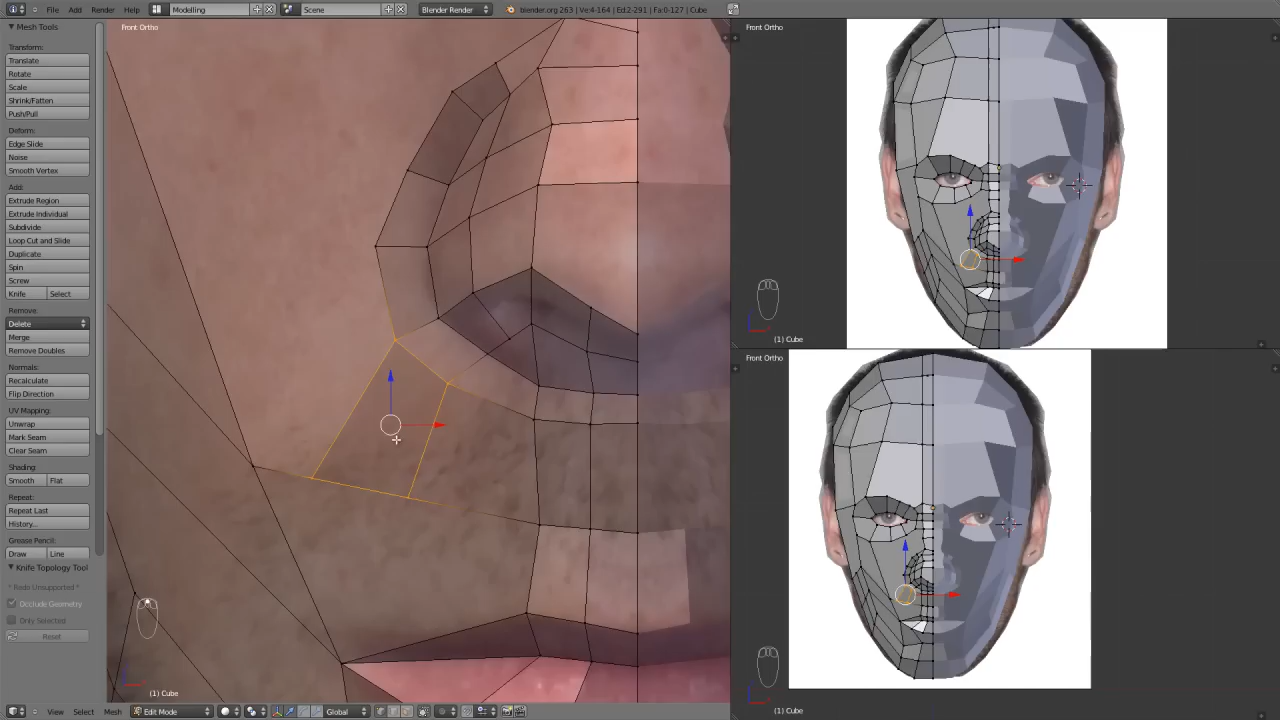 File Add Render Help Modelling Scene Blender Render blender.org 263 | Ve:4-164 | Ed:2-291 | Fa:0-127 | Cube
Mesh Tools
Transform:
Translate
Rotate
Scale
Shrink/Fatten
Push/Pull
Deform:
Edge Slide
Noise
Smooth Vertex
Add:
Extrude Region
Extrude Individual
Subdivide
Loop Cut and Slide
Duplicate
Spin
Screw
Knife Select
Remove:
Delete
Merge
Remove Doubles
Normals:
Recalculate
Flip Direction
UV Mapping:
Unwrap
Mark Seam
Clear Seam
Shading:
Smooth Flat
Repeat:
Repeat Last
History...
Grease Pencil:
Draw Line
Knife Topology Tool
* Redo Unsupported *
Occlude Geometry
Only Selected
Reset
Front Ortho
(1) Cube
Front Ortho
(1) Cube
Front Ortho
(1) Cube
View Select Mesh Edit Mode Global